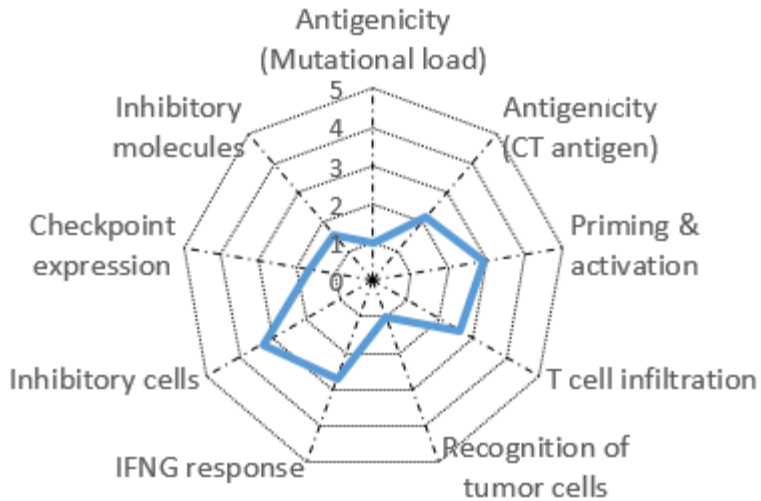 Antigenicity
(Mutational load)
Antigenicity
(CT antigen)
Priming &
activation
T cell infiltration
Recognition of
tumor cells
IFNG response
Inhibitory cells
Checkpoint
expression
Inhibitory
molecules
5
4
3
2
1
0